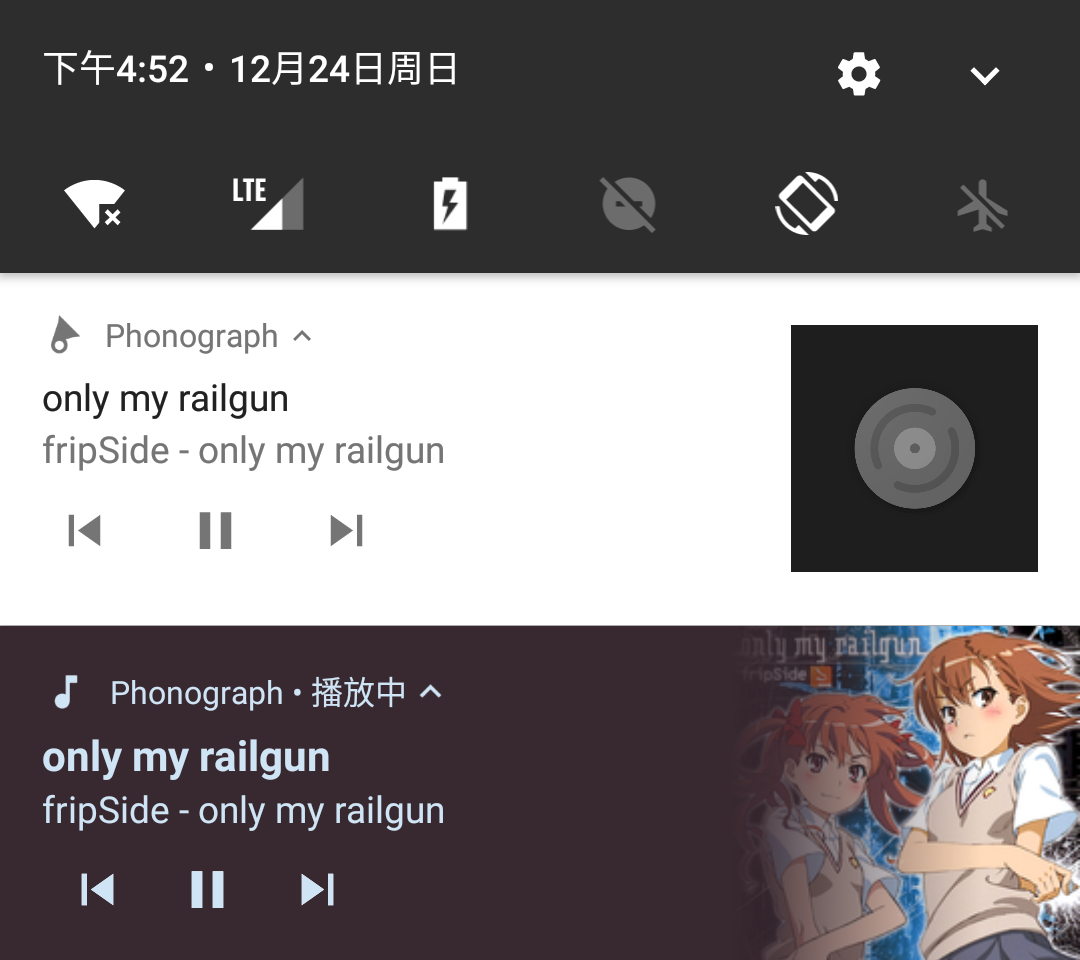 下午4:52 • 12月24日周日
LTE
Phonograph
only my railgun
fripSide - only my railgun
Phonograph • 播放中
only my railgun
fripSide - only my railgun
only my railgun
fripSide